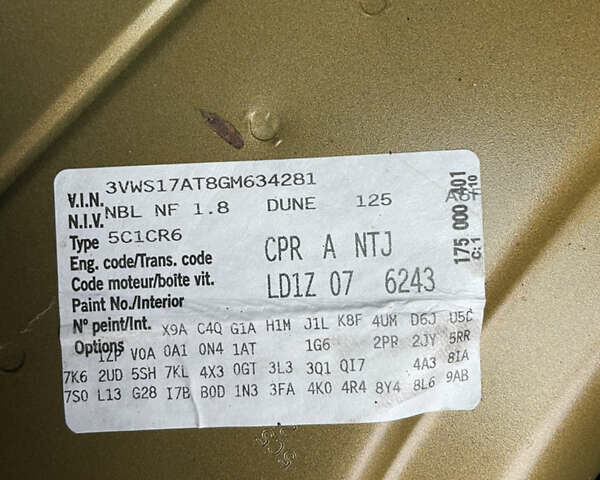 V.I.N. 3VWS17AT8GM634281
N.I.V. NBL NF 1.8 DUNE 125
Type 5C1CR6
Eng. code/Trans. code CPR A NTJ
Code moteur/boîte vit.
Paint No./Interior LD1Z 07 6243
N° peint/Int.
Options X9A C4Q G1A H1M J1L K8F 4UM D6J U5C
1ZP V0A 0A1 0N4 1AT 1G6 2PR 2JY 5RR
7K6 2UD 5SH 7KL 4X3 0GT 3L3 3Q1 QI7 4A3 8IA
7S0 L13 G28 I7B B0D 1N3 3FA 4K0 4R4 8Y4 8L6 9AB
175 000 401
C:1